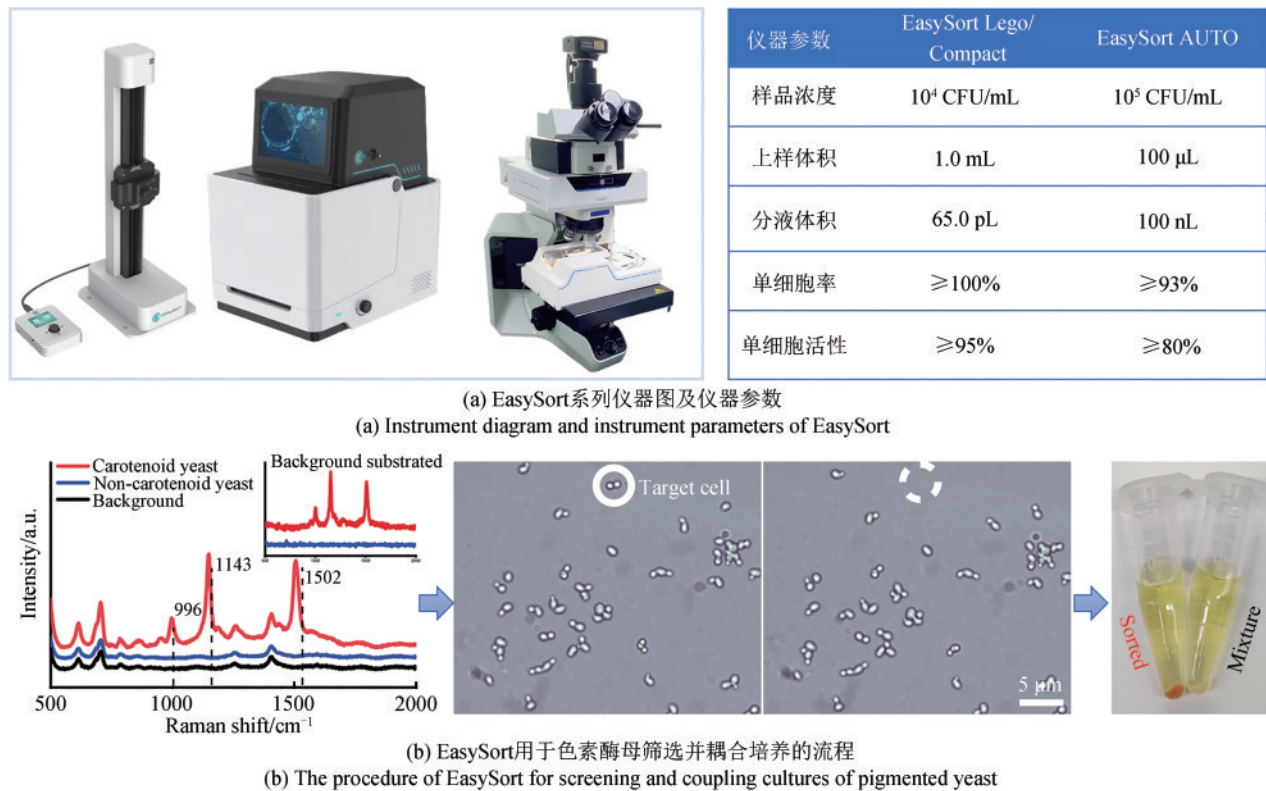 仪器参数
EasySort Lego/
Compact
EasySort AUTO
样品浓度
10⁴ CFU/mL
10⁵ CFU/mL
上样体积
1.0 mL
100 μL
分液体积
65.0 pL
100 nL
单细胞率
≥100%
≥93%
单细胞活性
≥95%
≥80%
(a) EasySort系列仪器图及仪器参数
(a) Instrument diagram and instrument parameters of EasySort
Carotenoid yeast
Non-carotenoid yeast
Background
Background substrated
1143
1502
996
Intensity/a.u.
500
1000
1500
2000
Raman shift/cm⁻¹
Target cell
5 μm
Sorted
Mixture
(b) EasySort用于色素酶母筛选并耦合培养的流程
(b) The procedure of EasySort for screening and coupling cultures of pigmented yeast